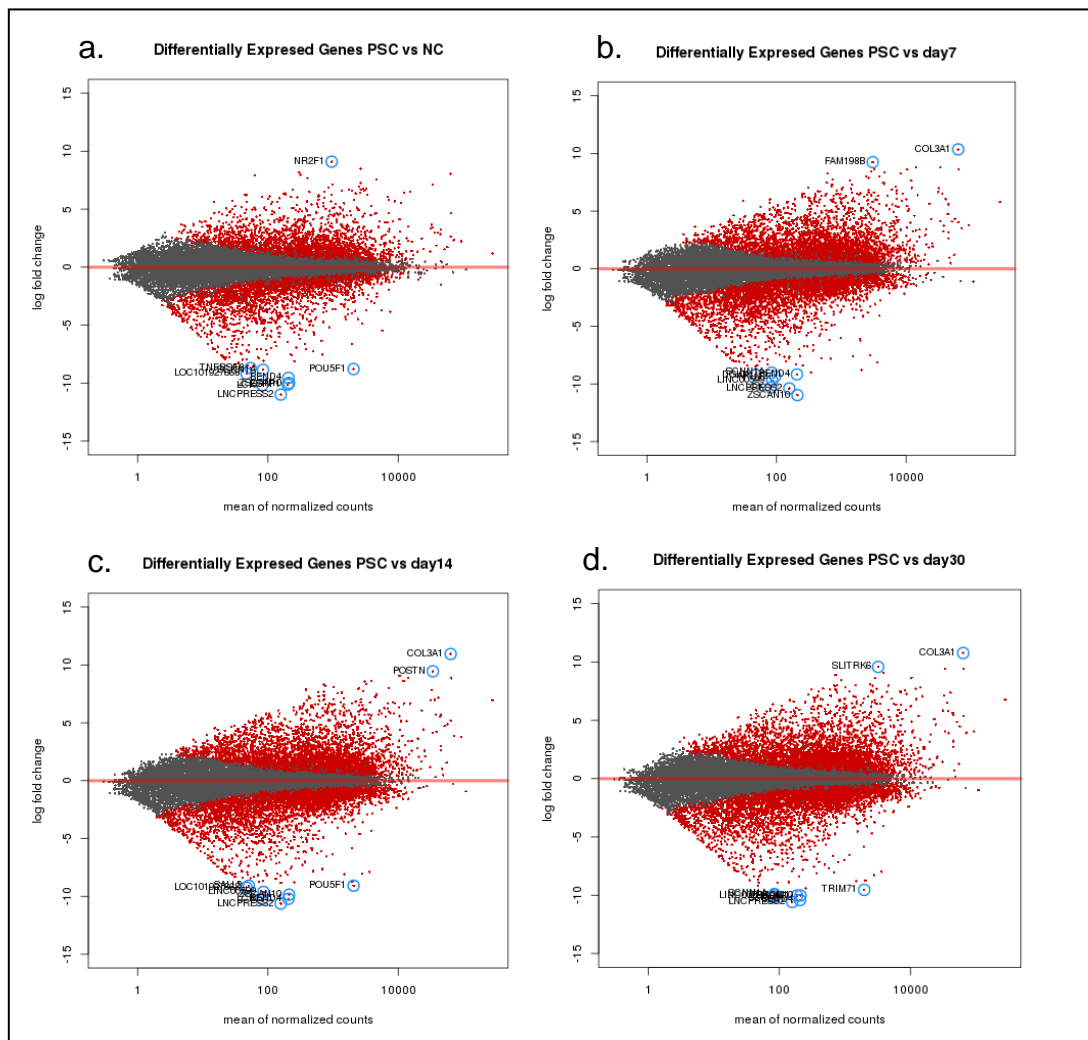 a.
Differentially Expresed Genes PSC vs NC
15
10
5
0
-5
-10
-15
log fold change
NR2F1
LOC101927669
POU5F1
LNCPRESS2
1
100
10000
mean of normalized counts
b.
Differentially Expresed Genes PSC vs day7
15
10
5
0
-5
-10
-15
log fold change
COL3A1
FAM198B
LNCPRESS2
ZSCAN10
1
100
10000
mean of normalized counts
c.
Differentially Expresed Genes PSC vs day14
15
10
5
0
-5
-10
-15
log fold change
COL3A1
POSTN
POU5F1
LNCPRESS2
1
100
10000
mean of normalized counts
d.
Differentially Expresed Genes PSC vs day30
15
10
5
0
-5
-10
-15
log fold change
COL3A1
SLITRK6
TRIM71
LNCPRESS2
1
100
10000
mean of normalized counts